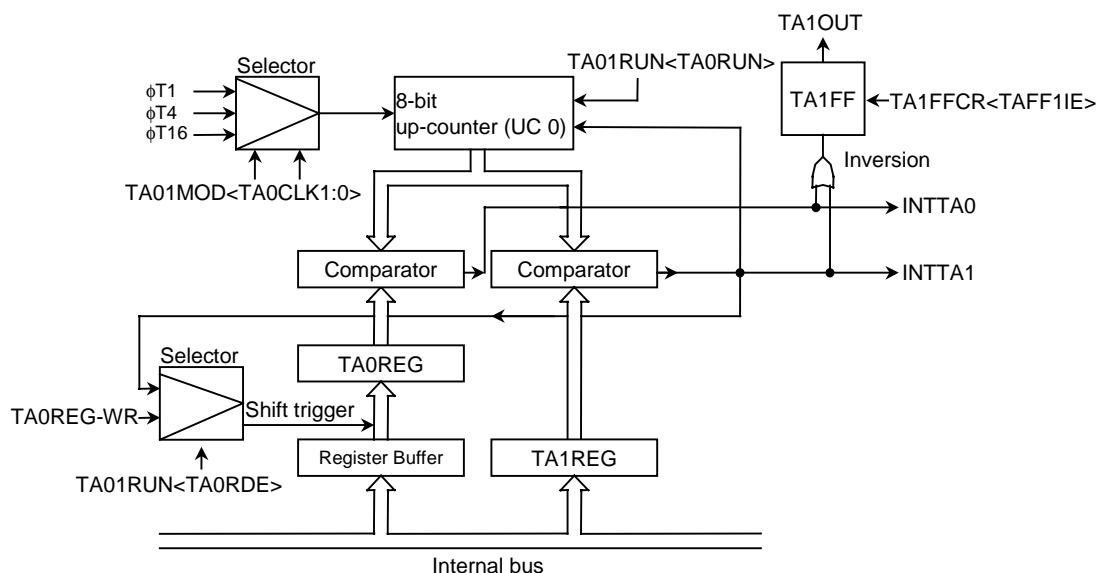 TA1OUT
Selector
TA01RUN<TA0RUN>
ϕT1
ϕT4
ϕT16
8-bit
up-counter (UC 0)
TA1FF
TA1FFCR<TAFF1IE>
Inversion
TA01MOD<TA0CLK1:0>
INTTA0
Comparator
Comparator
INTTA1
Selector
TA0REG
TA0REG-WR
Shift trigger
Register Buffer
TA1REG
TA01RUN<TA0RDE>
Internal bus